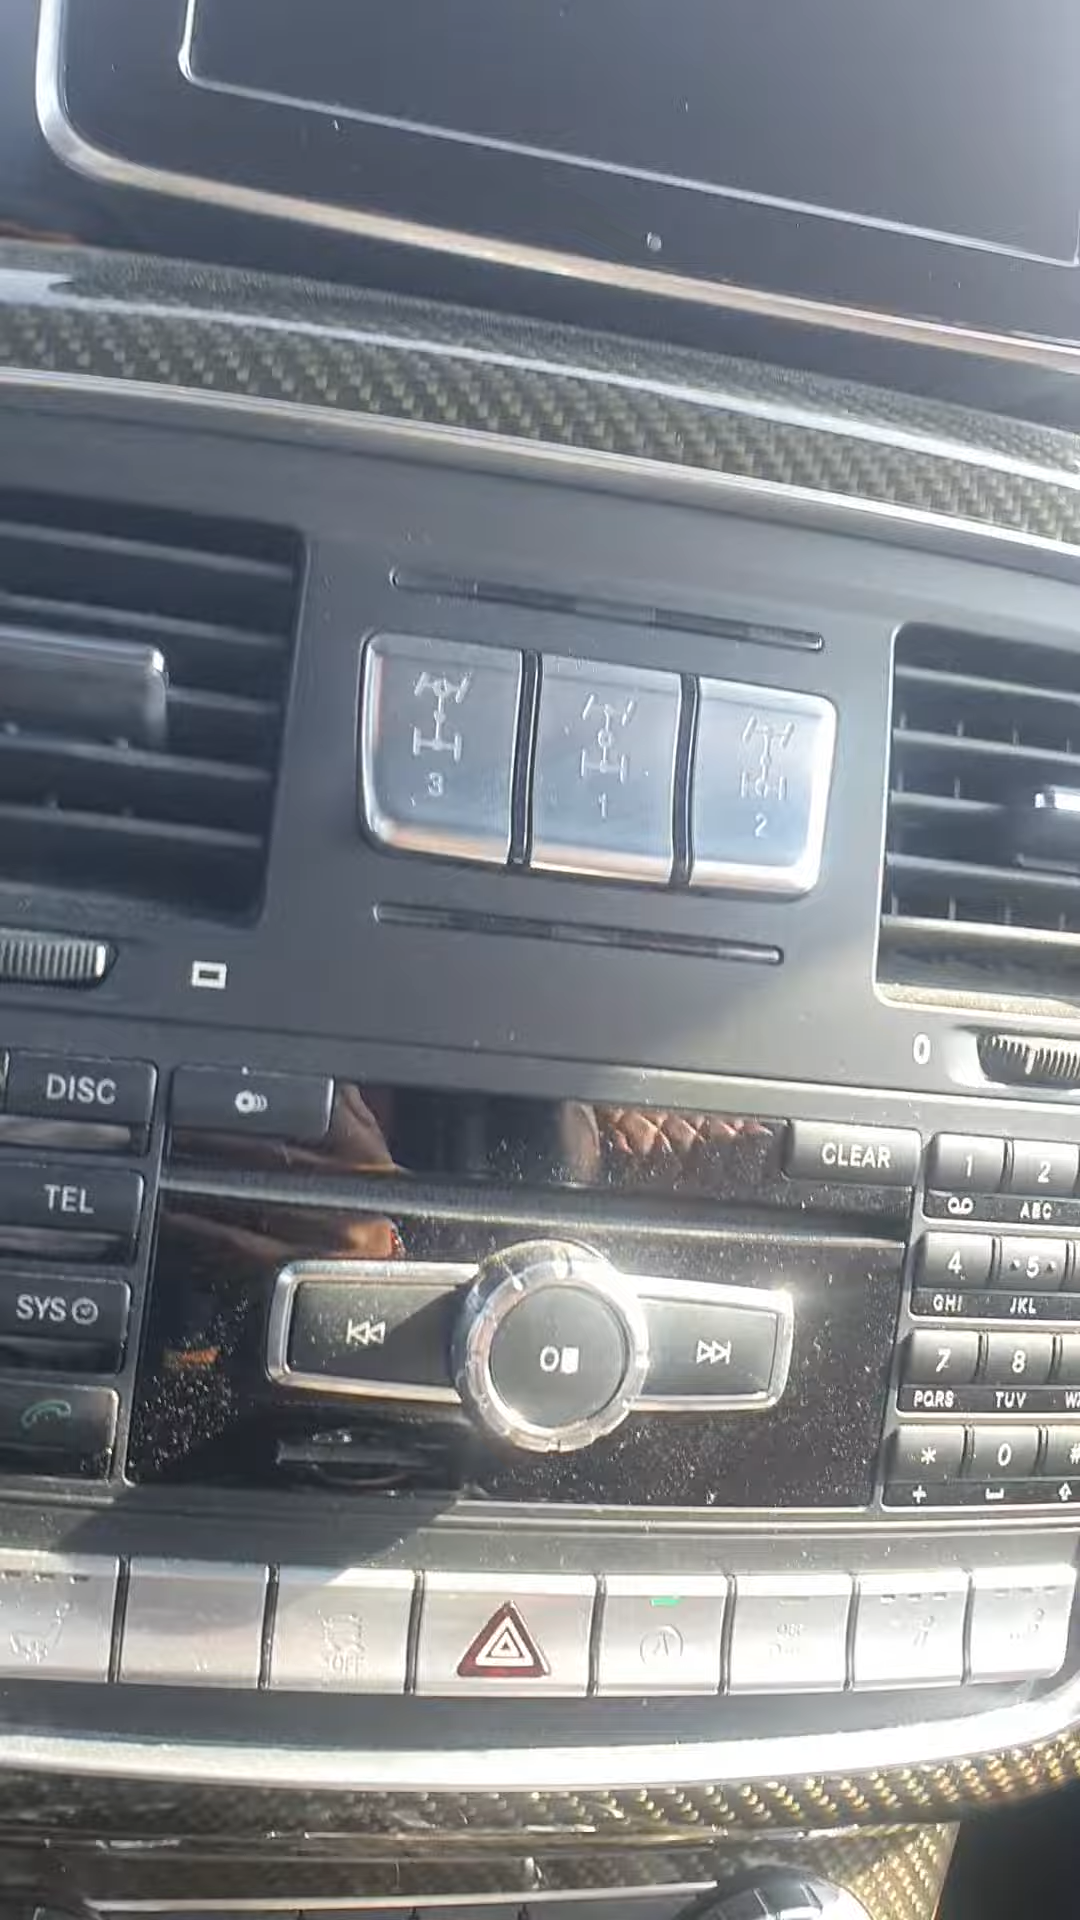 3 1 2
0
DISC
CLEAR
1 2
ABC
TEL
4 5
GHI JKL
SYS
7 8
PQRS TUV
* 0 #
+
OFF